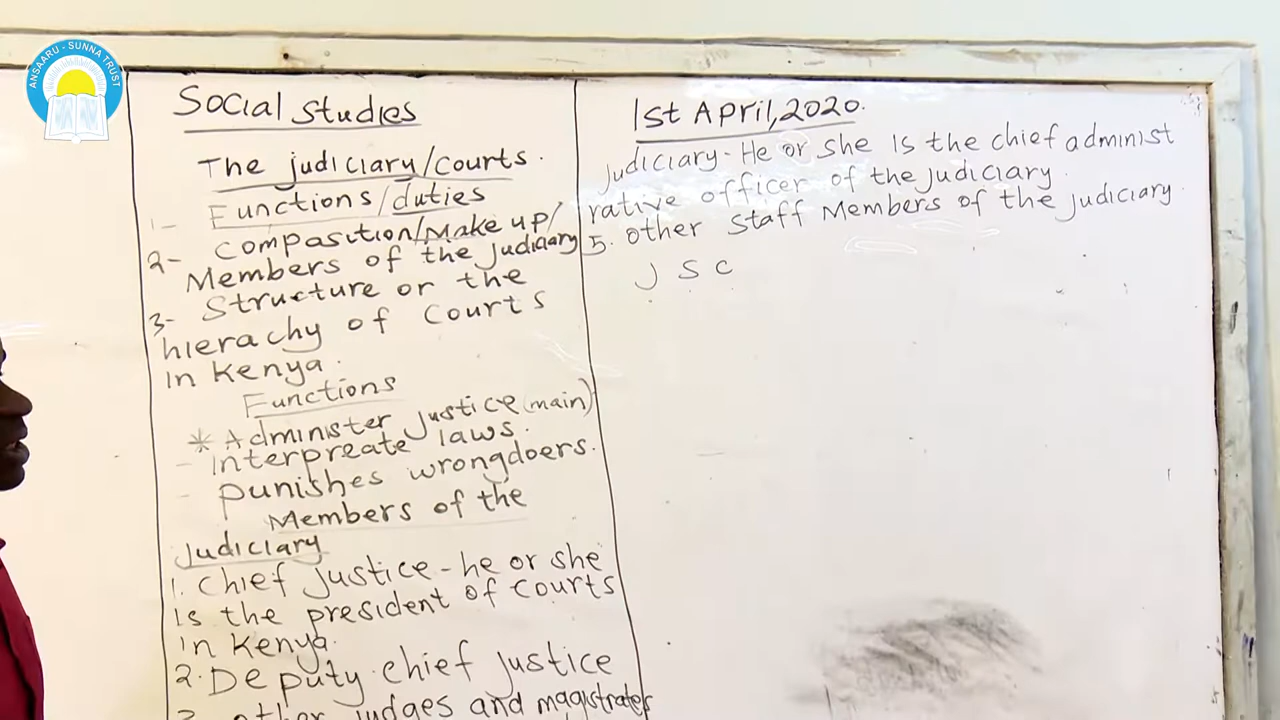 ANSAARU - SUNNA TRUST
Social Studies
The judiciary/courts.
1- Functions/duties
2- Composition/Make up/
Members of the judiciary
3- Structure or the
hierachy of Courts
in Kenya.
Functions
* Administer justice (main)
- interpreate laws.
- punishes wrongdoers.
Members of the
judiciary
1. Chief justice - he or she
is the president of Courts
in Kenya.
2. Deputy chief justice
3. other judges and magistrates
1st April, 2020.
judiciary - He or she is the chief administ
rative officer of the judiciary.
5. other staff Members of the judiciary.
J S C